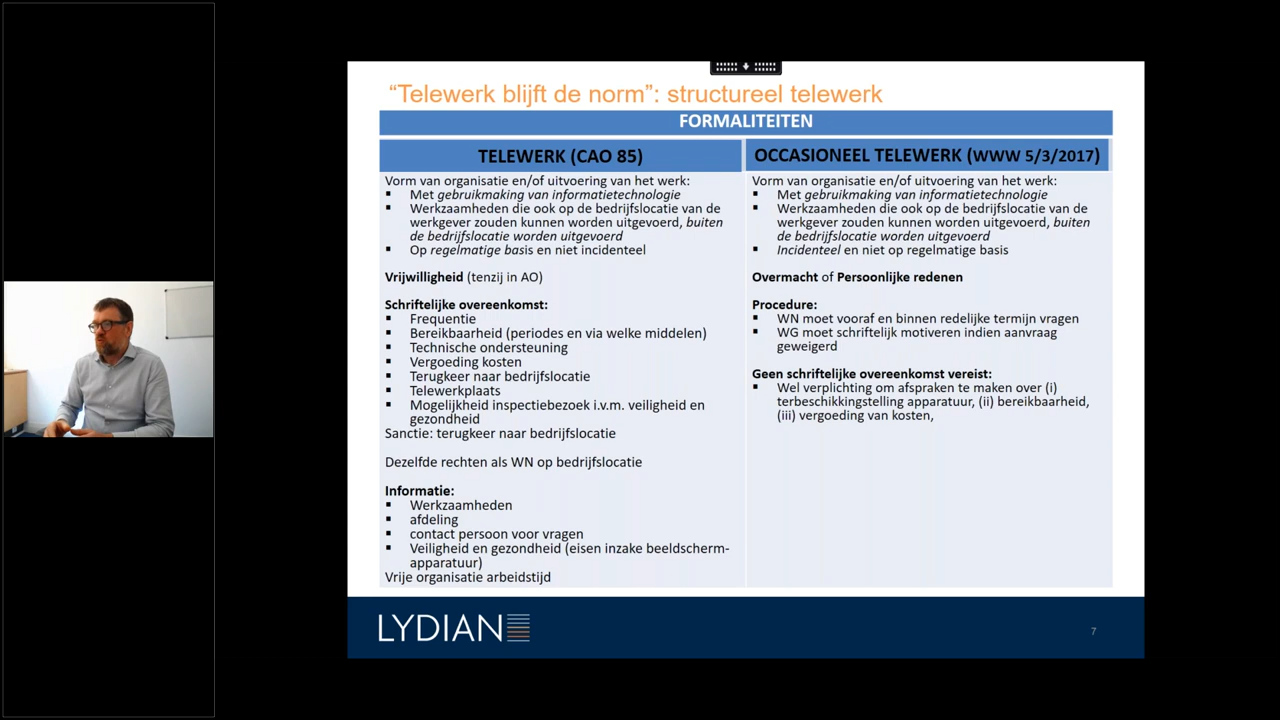 “Telewerk blijft de norm”: structureel telewerk
FORMALITEITEN
TELEWERK (CAO 85)
Vorm van organisatie en/of uitvoering van het werk:
▪ Met gebruikmaking van informatietechnologie
▪ Werkzaamheden die ook op de bedrijfslocatie van de
werkgever zouden kunnen worden uitgevoerd, buiten
de bedrijfslocatie worden uitgevoerd
▪ Op regelmatige basis en niet incidenteel
Vrijwilligheid (tenzij in AO)
Schriftelijke overeenkomst:
▪ Frequentie
▪ Bereikbaarheid (periodes en via welke middelen)
▪ Technische ondersteuning
▪ Vergoeding kosten
▪ Terugkeer naar bedrijfslocatie
▪ Telewerkplaats
▪ Mogelijkheid inspectiebezoek i.v.m. veiligheid en
gezondheid
Sanctie: terugkeer naar bedrijfslocatie
Dezelfde rechten als WN op bedrijfslocatie
Informatie:
▪ Werkzaamheden
▪ afdeling
▪ contact persoon voor vragen
▪ Veiligheid en gezondheid (eisen inzake beeldscherm-
apparatuur)
Vrije organisatie arbeidstijd
OCCASIONEEL TELEWERK (WWW 5/3/2017)
Vorm van organisatie en/of uitvoering van het werk:
▪ Met gebruikmaking van informatietechnologie
▪ Werkzaamheden die ook op de bedrijfslocatie van de
werkgever zouden kunnen worden uitgevoerd, buiten
de bedrijfslocatie worden uitgevoerd
▪ Incidenteel en niet op regelmatige basis
Overmacht of Persoonlijke redenen
Procedure:
▪ WN moet vooraf en binnen redelijke termijn vragen
▪ WG moet schriftelijk motiveren indien aanvraag
geweigerd
Geen schriftelijke overeenkomst vereist:
▪ Wel verplichting om afspraken te maken over (i)
terbeschikkingstelling apparatuur, (ii) bereikbaarheid,
(iii) vergoeding van kosten,
LYDIAN
7